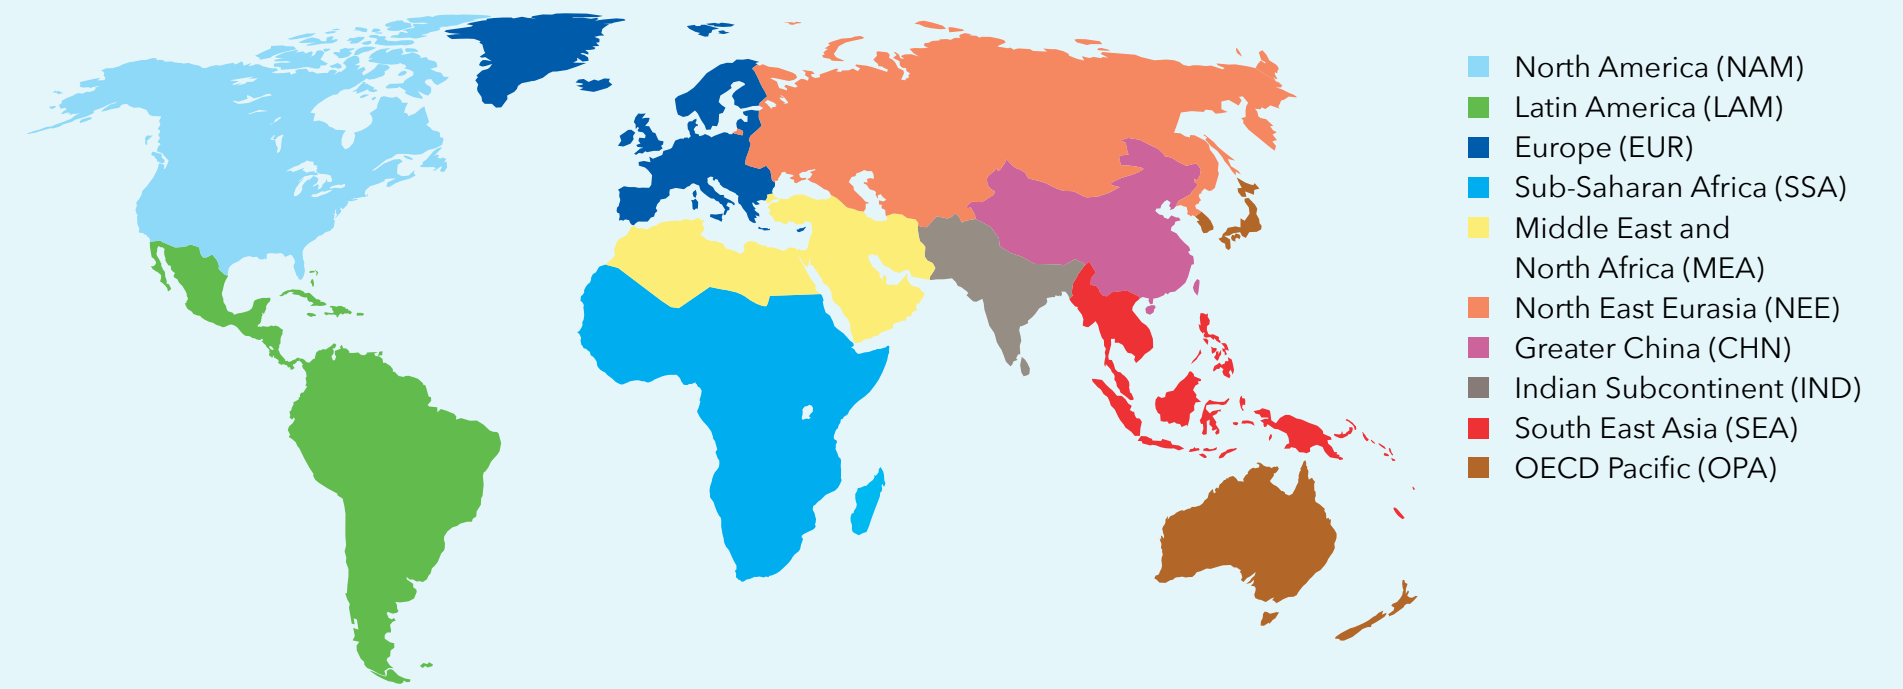 North America (NAM)
Latin America (LAM)
Europe (EUR)
Sub-Saharan Africa (SSA)
Middle East and
North Africa (MEA)
North East Eurasia (NEE)
Greater China (CHN)
Indian Subcontinent (IND)
South East Asia (SEA)
OECD Pacific (OPA)